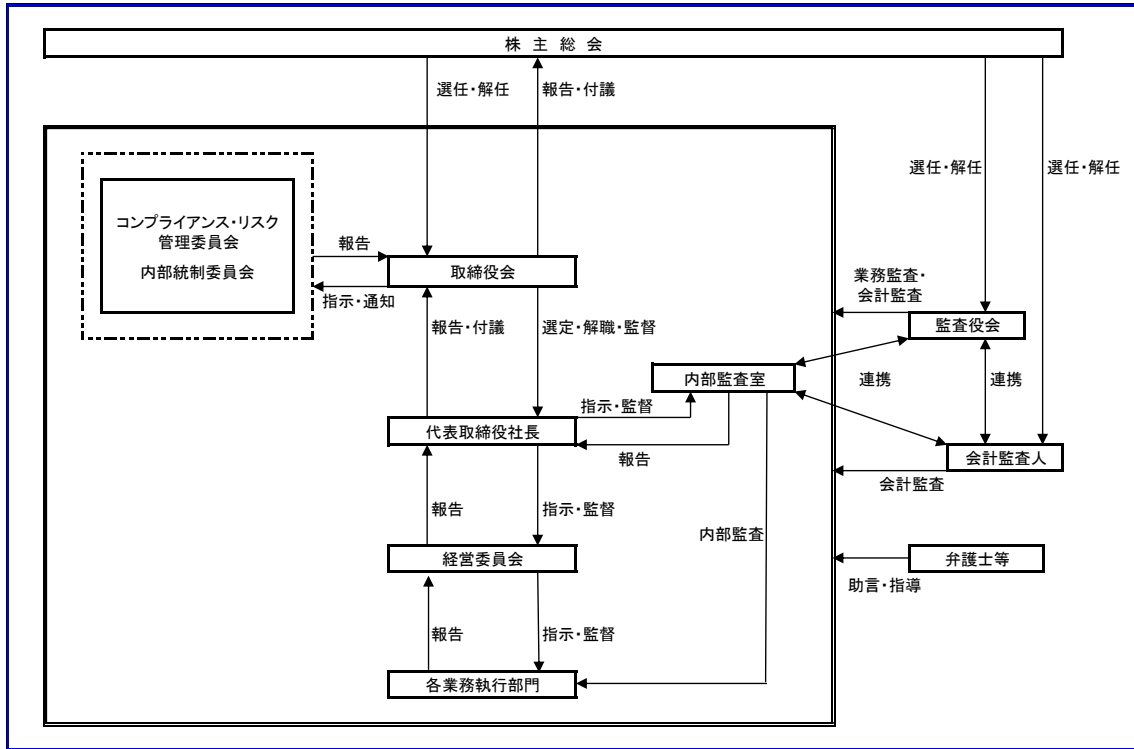 株 主 総 会
選任・解任
報告・付議
選任・解任
選任・解任
コンプライアンス・リスク
管理委員会
内部統制委員会
報告
指示・通知
取締役会
業務監査・
会計監査
監査役会
報告・付議
選定・解職・監督
内部監査室
連携
連携
指示・監督
代表取締役社長
報告
会計監査人
会計監査
報告
指示・監督
内部監査
経営委員会
弁護士等
助言・指導
報告
指示・監督
各業務執行部門